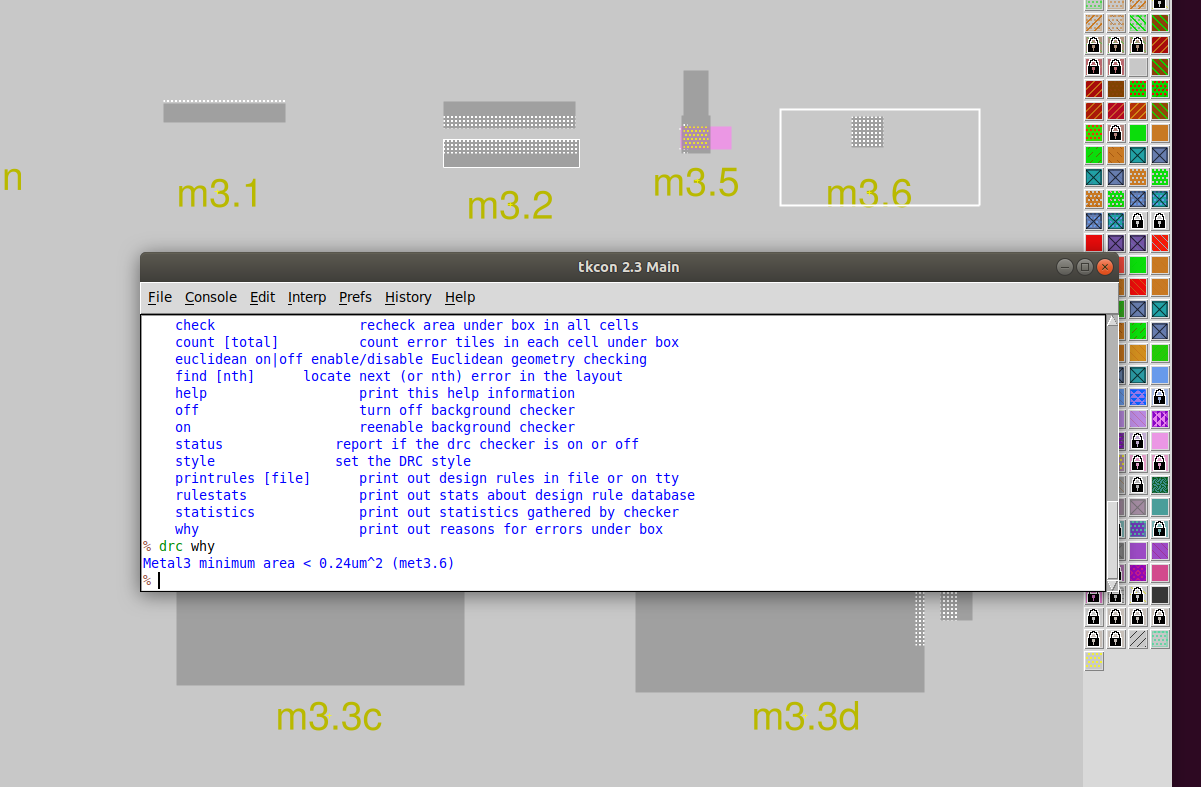 n
m3.1
m3.2
m3.5
m3.6
tkcon 2.3 Main
File Console Edit Interp Prefs History Help
check recheck area under box in all cells
count [total] count error tiles in each cell under box
euclidean on|off enable/disable Euclidean geometry checking
find [nth] locate next (or nth) error in the layout
help print this help information
off turn off background checker
on reenable background checker
status report if the drc checker is on or off
style set the DRC style
printrules [file] print out design rules in file or on tty
rulestats print out stats about design rule database
statistics print out statistics gathered by checker
why print out reasons for errors under box
% drc why
Metal3 minimum area < 0.24um^2 (met3.6)
%
m3.3c
m3.3d